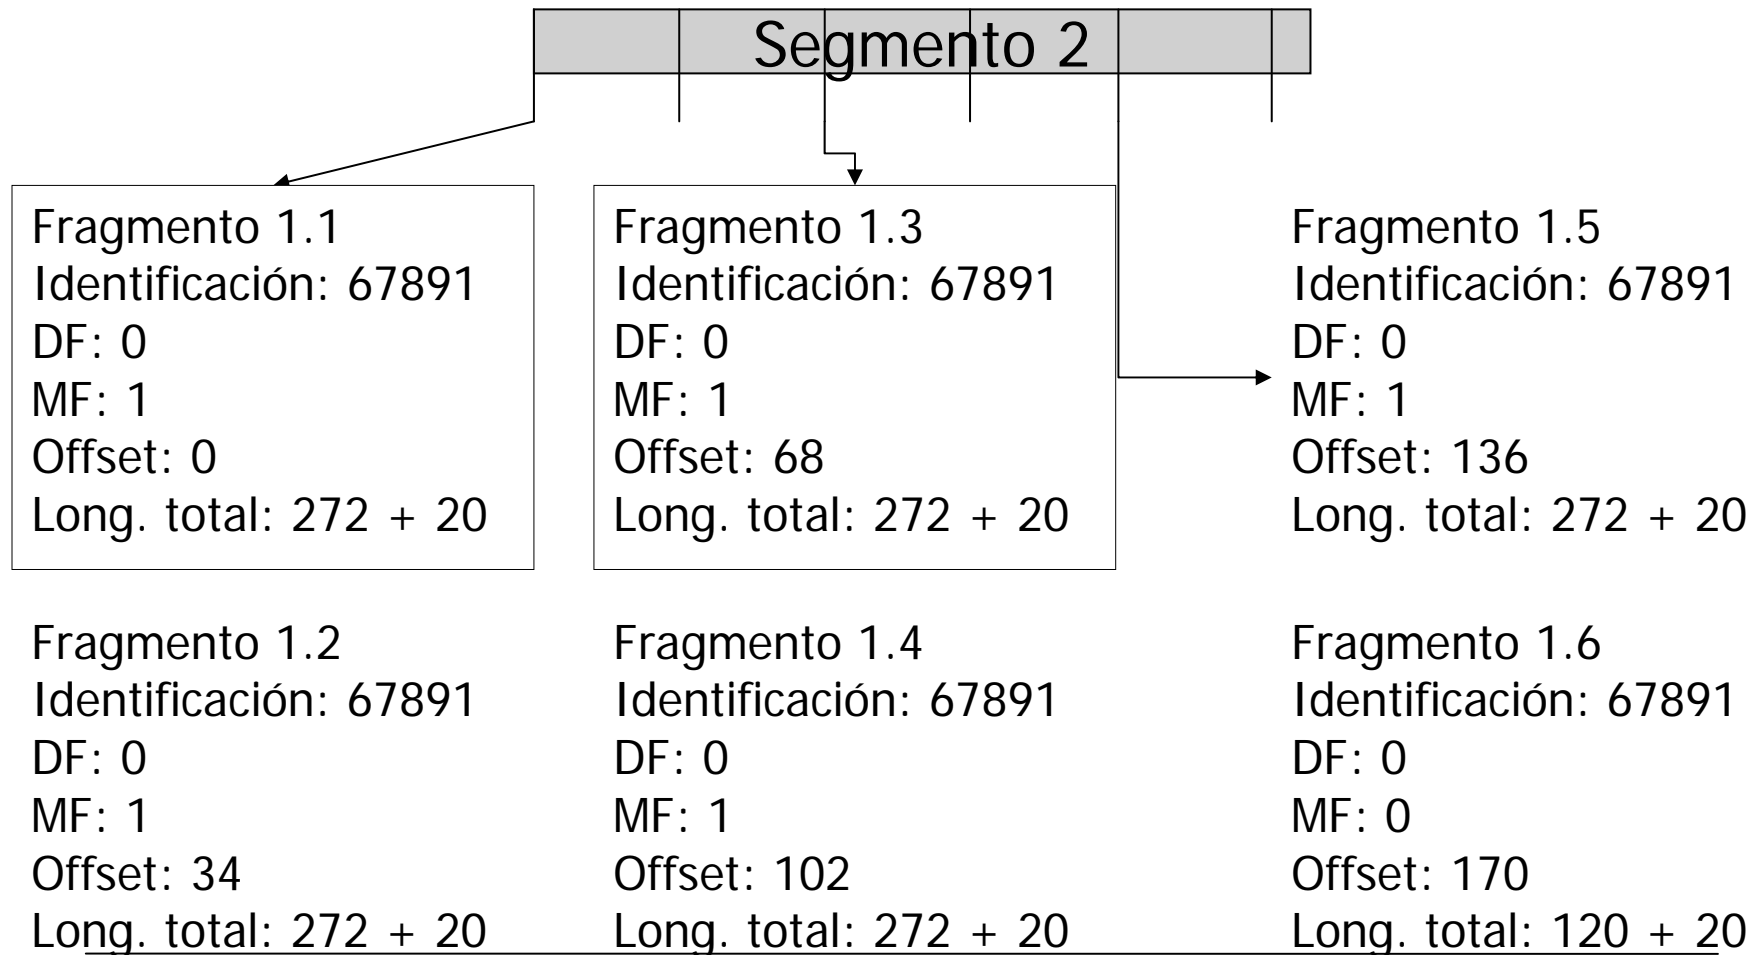 Segmento 2
Fragmento 1.1
Identificación: 67891
DF: 0
MF: 1
Offset: 0
Long. total: 272 + 20
Fragmento 1.2
Identificación: 67891
DF: 0
MF: 1
Offset: 34
Long. total: 272 + 20
Fragmento 1.3
Identificación: 67891
DF: 0
MF: 1
Offset: 68
Long. total: 272 + 20
Fragmento 1.4
Identificación: 67891
DF: 0
MF: 1
Offset: 102
Long. total: 272 + 20
Fragmento 1.5
Identificación: 67891
DF: 0
MF: 1
Offset: 136
Long. total: 272 + 20
Fragmento 1.6
Identificación: 67891
DF: 0
MF: 0
Offset: 170
Long. total: 120 + 20